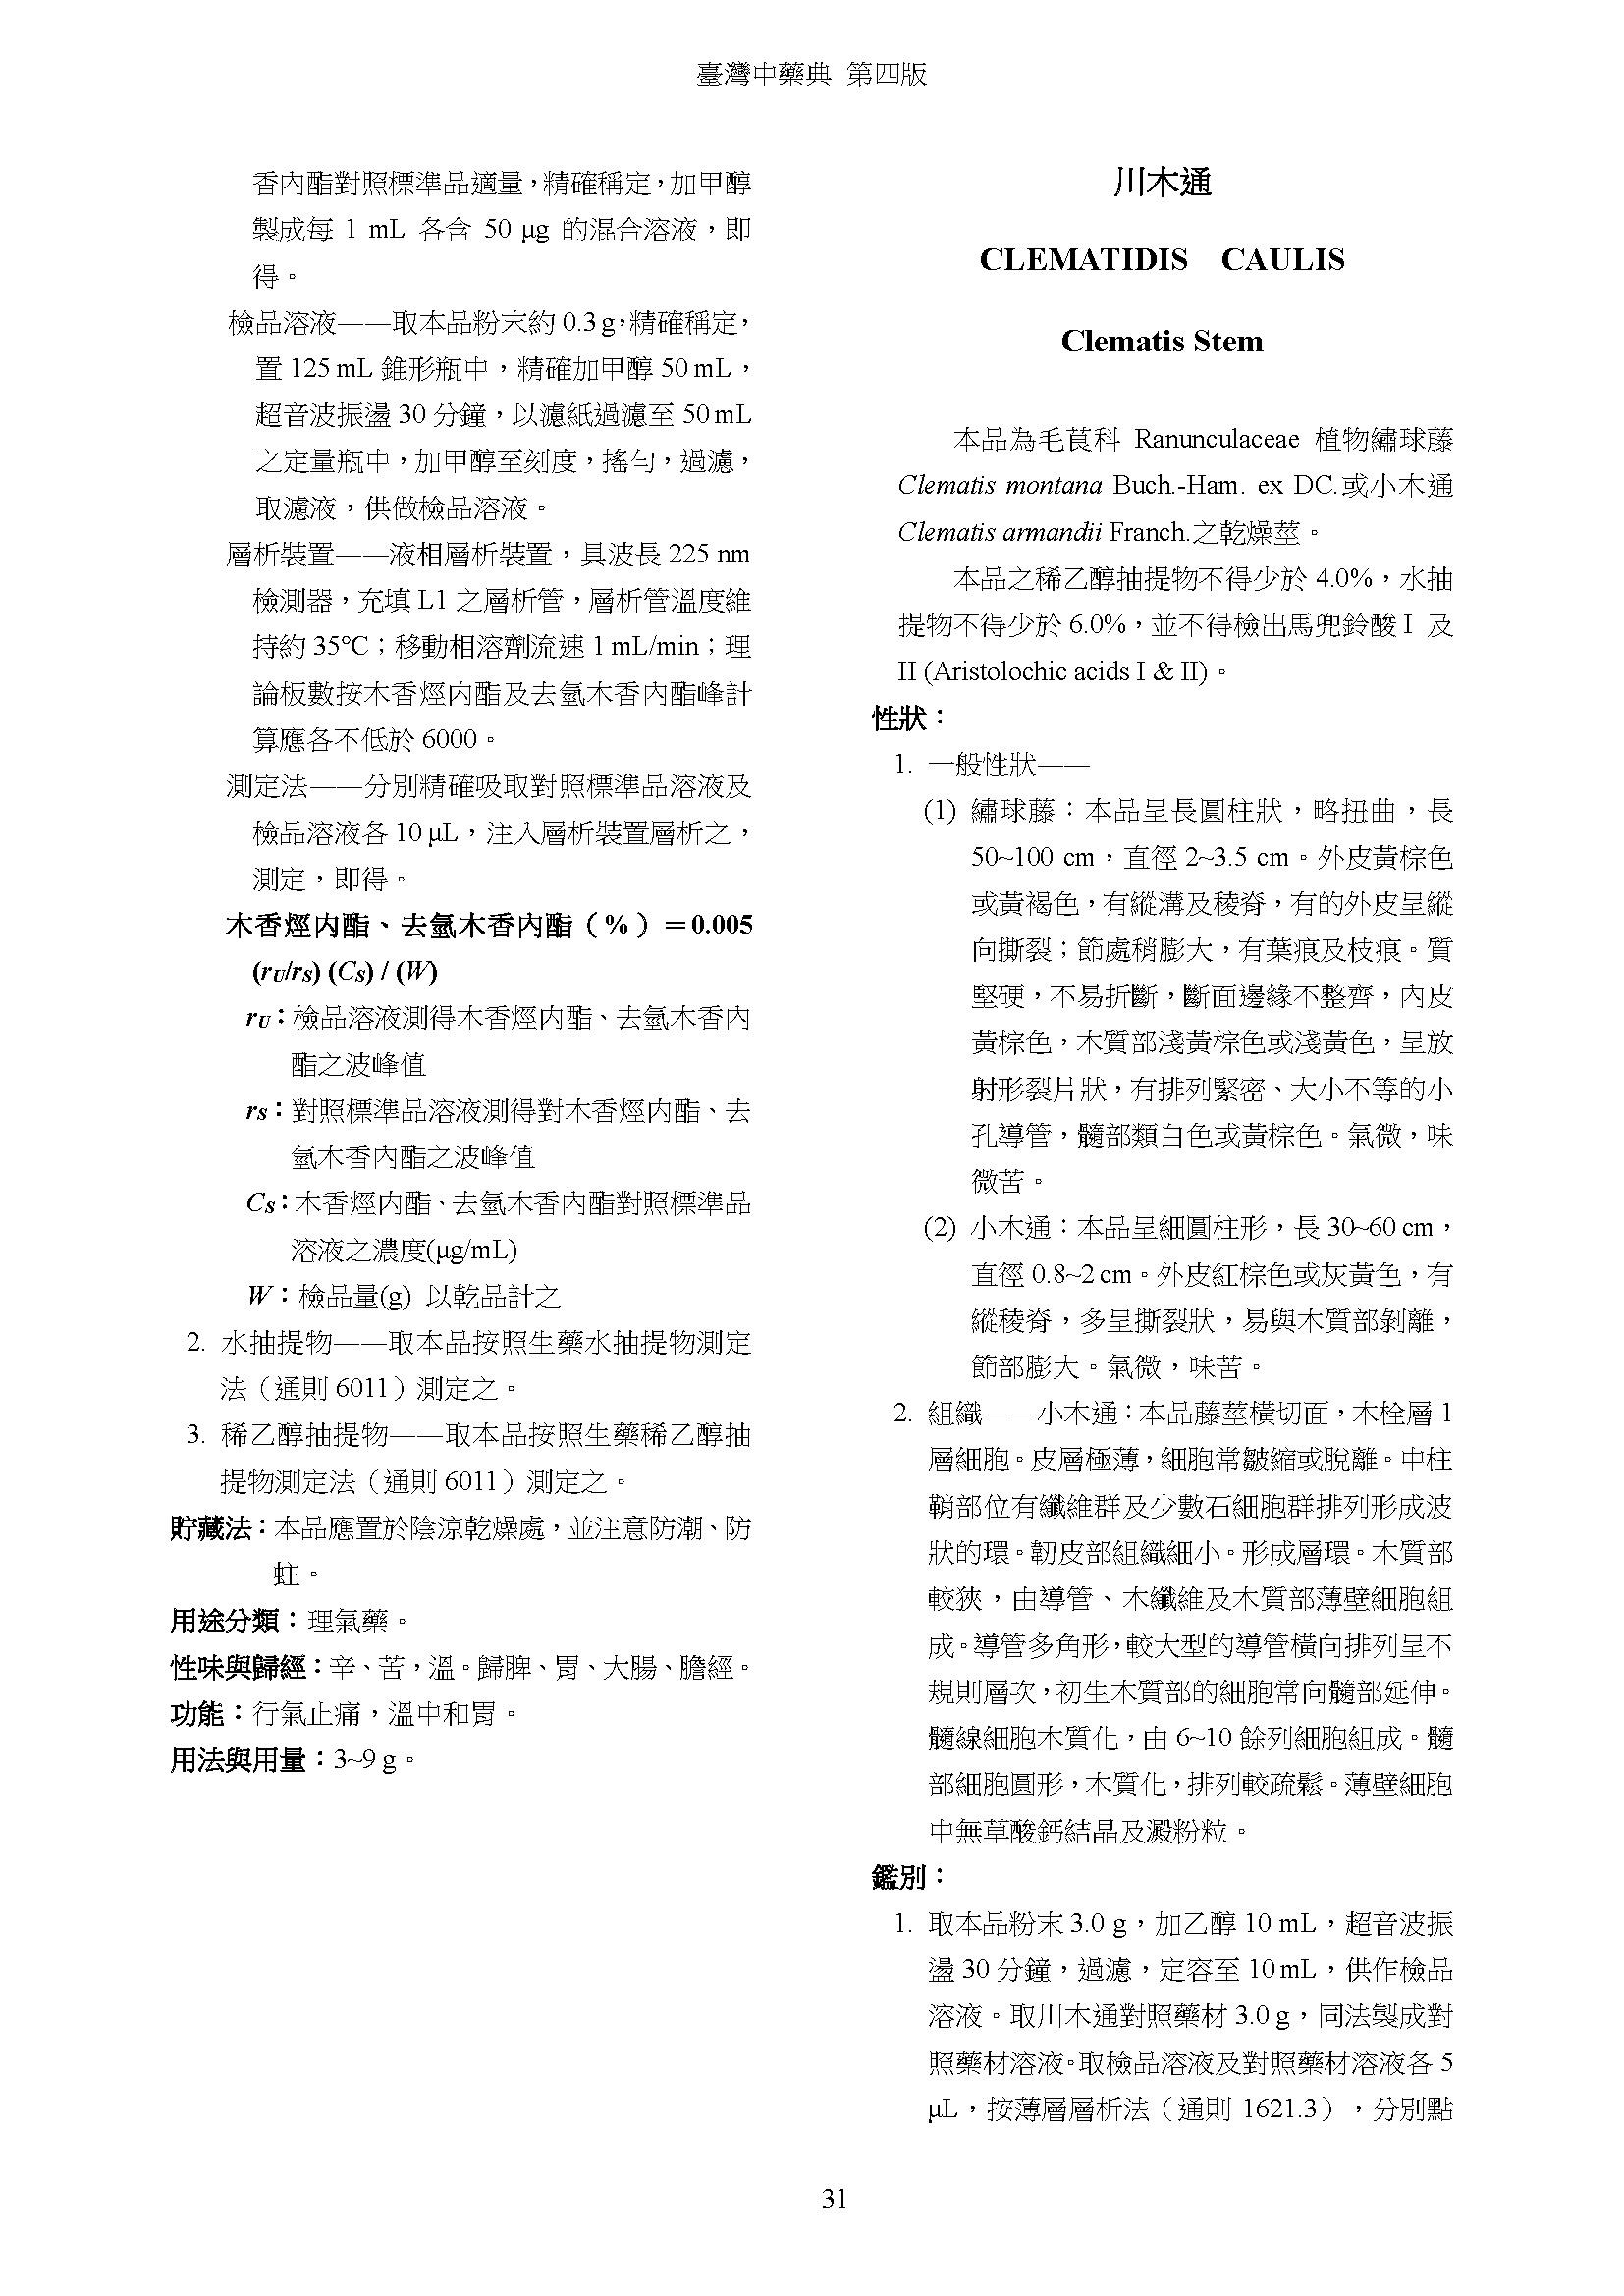 臺灣中藥典 第四版
香內酯對照標準品適量，精確稱定，加甲醇
製成每 1 mL 各含 50 μg 的混合溶液，即
得。
檢品溶液——取本品粉末約 0.3 g，精確稱定，
置 125 mL 錐形瓶中，精確加甲醇 50 mL，
超音波振盪 30 分鐘，以濾紙過濾至 50 mL
之定量瓶中，加甲醇至刻度，搖勻，過濾，
取濾液，供做檢品溶液。
層析裝置——液相層析裝置，具波長 225 nm
檢測器，充填 L1 之層析管，層析管溫度維
持約 35℃；移動相溶劑流速 1 mL/min；理
論板數按木香烴內酯及去氫木香內酯峰計
算應各不低於 6000。
測定法——分別精確吸取對照標準品溶液及
檢品溶液各 10 μL，注入層析裝置層析之，
測定，即得。
木香烴內酯、去氫木香內酯（%）＝0.005
(rU/rS) (CS) / (W)
rU：檢品溶液測得木香烴內酯、去氫木香內
酯之波峰值
rS：對照標準品溶液測得對木香烴內酯、去
氫木香內酯之波峰值
CS：木香烴內酯、去氫木香內酯對照標準品
溶液之濃度(μg/mL)
W：檢品量(g) 以乾品計之
2. 水抽提物——取本品按照生藥水抽提物測定
法（通則 6011）測定之。
3. 稀乙醇抽提物——取本品按照生藥稀乙醇抽
提物測定法（通則 6011）測定之。
貯藏法：本品應置於陰涼乾燥處，並注意防潮、防
蛀。
用途分類：理氣藥。
性味與歸經：辛、苦，溫。歸脾、胃、大腸、膽經。
功能：行氣止痛，溫中和胃。
用法與用量：3~9 g。
川木通
CLEMATIDIS CAULIS
Clematis Stem
本品為毛茛科 Ranunculaceae 植物繡球藤
Clematis montana Buch.-Ham. ex DC.或小木通
Clematis armandii Franch.之乾燥莖。
本品之稀乙醇抽提物不得少於 4.0%，水抽
提物不得少於 6.0%，並不得檢出馬兜鈴酸 I 及
II (Aristolochic acids I & II)。
性狀：
1. 一般性狀——
(1) 繡球藤：本品呈長圓柱狀，略扭曲，長
50~100 cm，直徑 2~3.5 cm。外皮黃棕色
或黃褐色，有縱溝及稜脊，有的外皮呈縱
向撕裂；節處稍膨大，有葉痕及枝痕。質
堅硬，不易折斷，斷面邊緣不整齊，內皮
黃棕色，木質部淺黃棕色或淺黃色，呈放
射形裂片狀，有排列緊密、大小不等的小
孔導管，髓部類白色或黃棕色。氣微，味
微苦。
(2) 小木通：本品呈細圓柱形，長 30~60 cm，
直徑 0.8~2 cm。外皮紅棕色或灰黃色，有
縱稜脊，多呈撕裂狀，易與木質部剝離，
節部膨大。氣微，味苦。
2. 組織——小木通：本品藤莖橫切面，木栓層 1
層細胞。皮層極薄，細胞常皺縮或脫離。中柱
鞘部位有纖維群及少數石細胞群排列形成波
狀的環。韌皮部組織細小。形成層環。木質部
較狹，由導管、木纖維及木質部薄壁細胞組
成。導管多角形，較大型的導管橫向排列呈不
規則層次，初生木質部的細胞常向髓部延伸。
髓線細胞木質化，由 6~10 餘列細胞組成。髓
部細胞圓形，木質化，排列較疏鬆。薄壁細胞
中無草酸鈣結晶及澱粉粒。
鑑別：
1. 取本品粉末 3.0 g，加乙醇 10 mL，超音波振
盪 30 分鐘，過濾，定容至 10 mL，供作檢品
溶液。取川木通對照藥材 3.0 g，同法製成對
照藥材溶液。取檢品溶液及對照藥材溶液各 5
μL，按薄層層析法（通則 1621.3），分別點
31